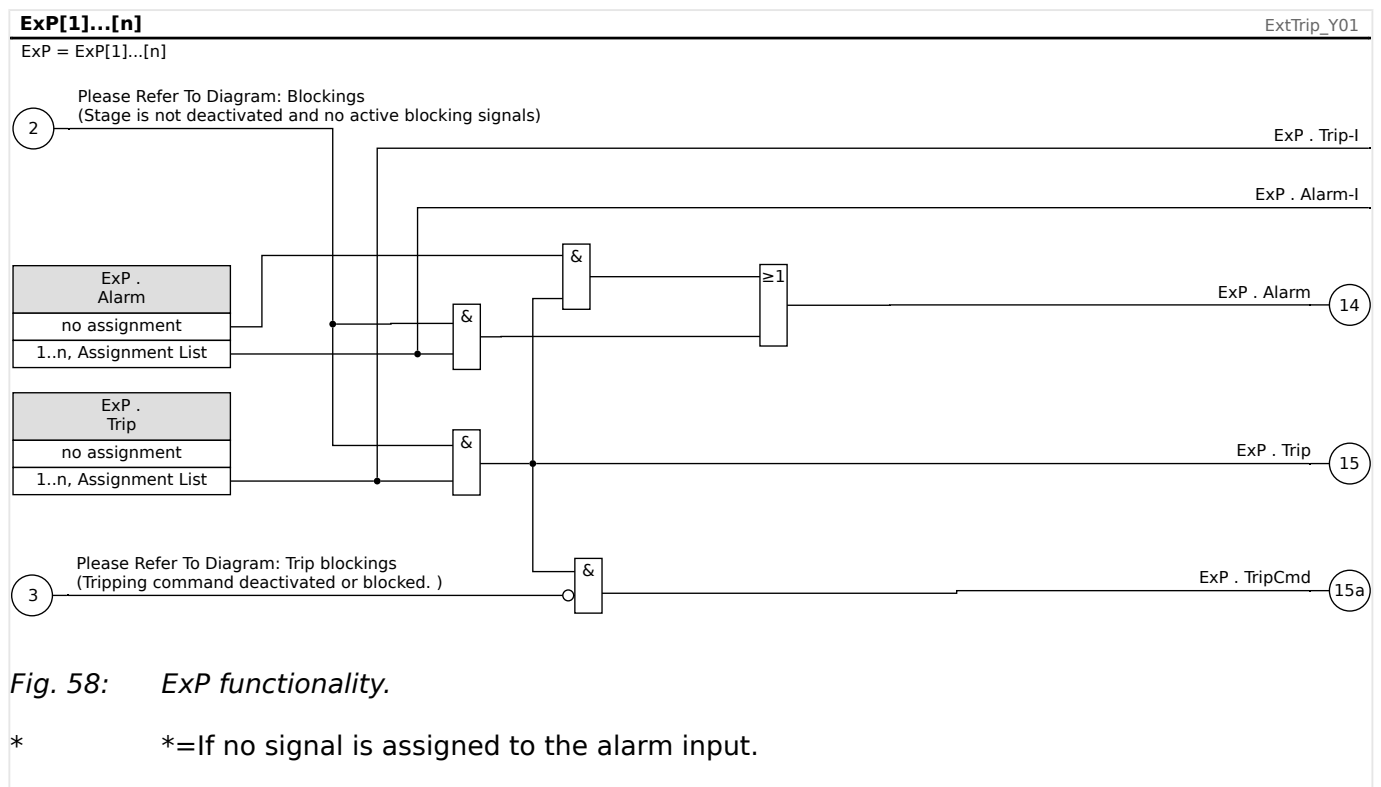 ExP[1]...[n]
ExtTrip_Y01
ExP = ExP[1]...[n]
Please Refer To Diagram: Blockings
(Stage is not deactivated and no active blocking signals)
2
ExP . Trip-I
ExP . Alarm-I
&
ExP .
Alarm
≥1
ExP . Alarm
14
no assignment
&
1..n, Assignment List
ExP .
Trip
no assignment
&
1..n, Assignment List
ExP . Trip
15
Please Refer To Diagram: Trip blockings
(Tripping command deactivated or blocked. )
3
&
ExP . TripCmd
15a
Fig. 58: ExP functionality.
* *=If no signal is assigned to the alarm input.